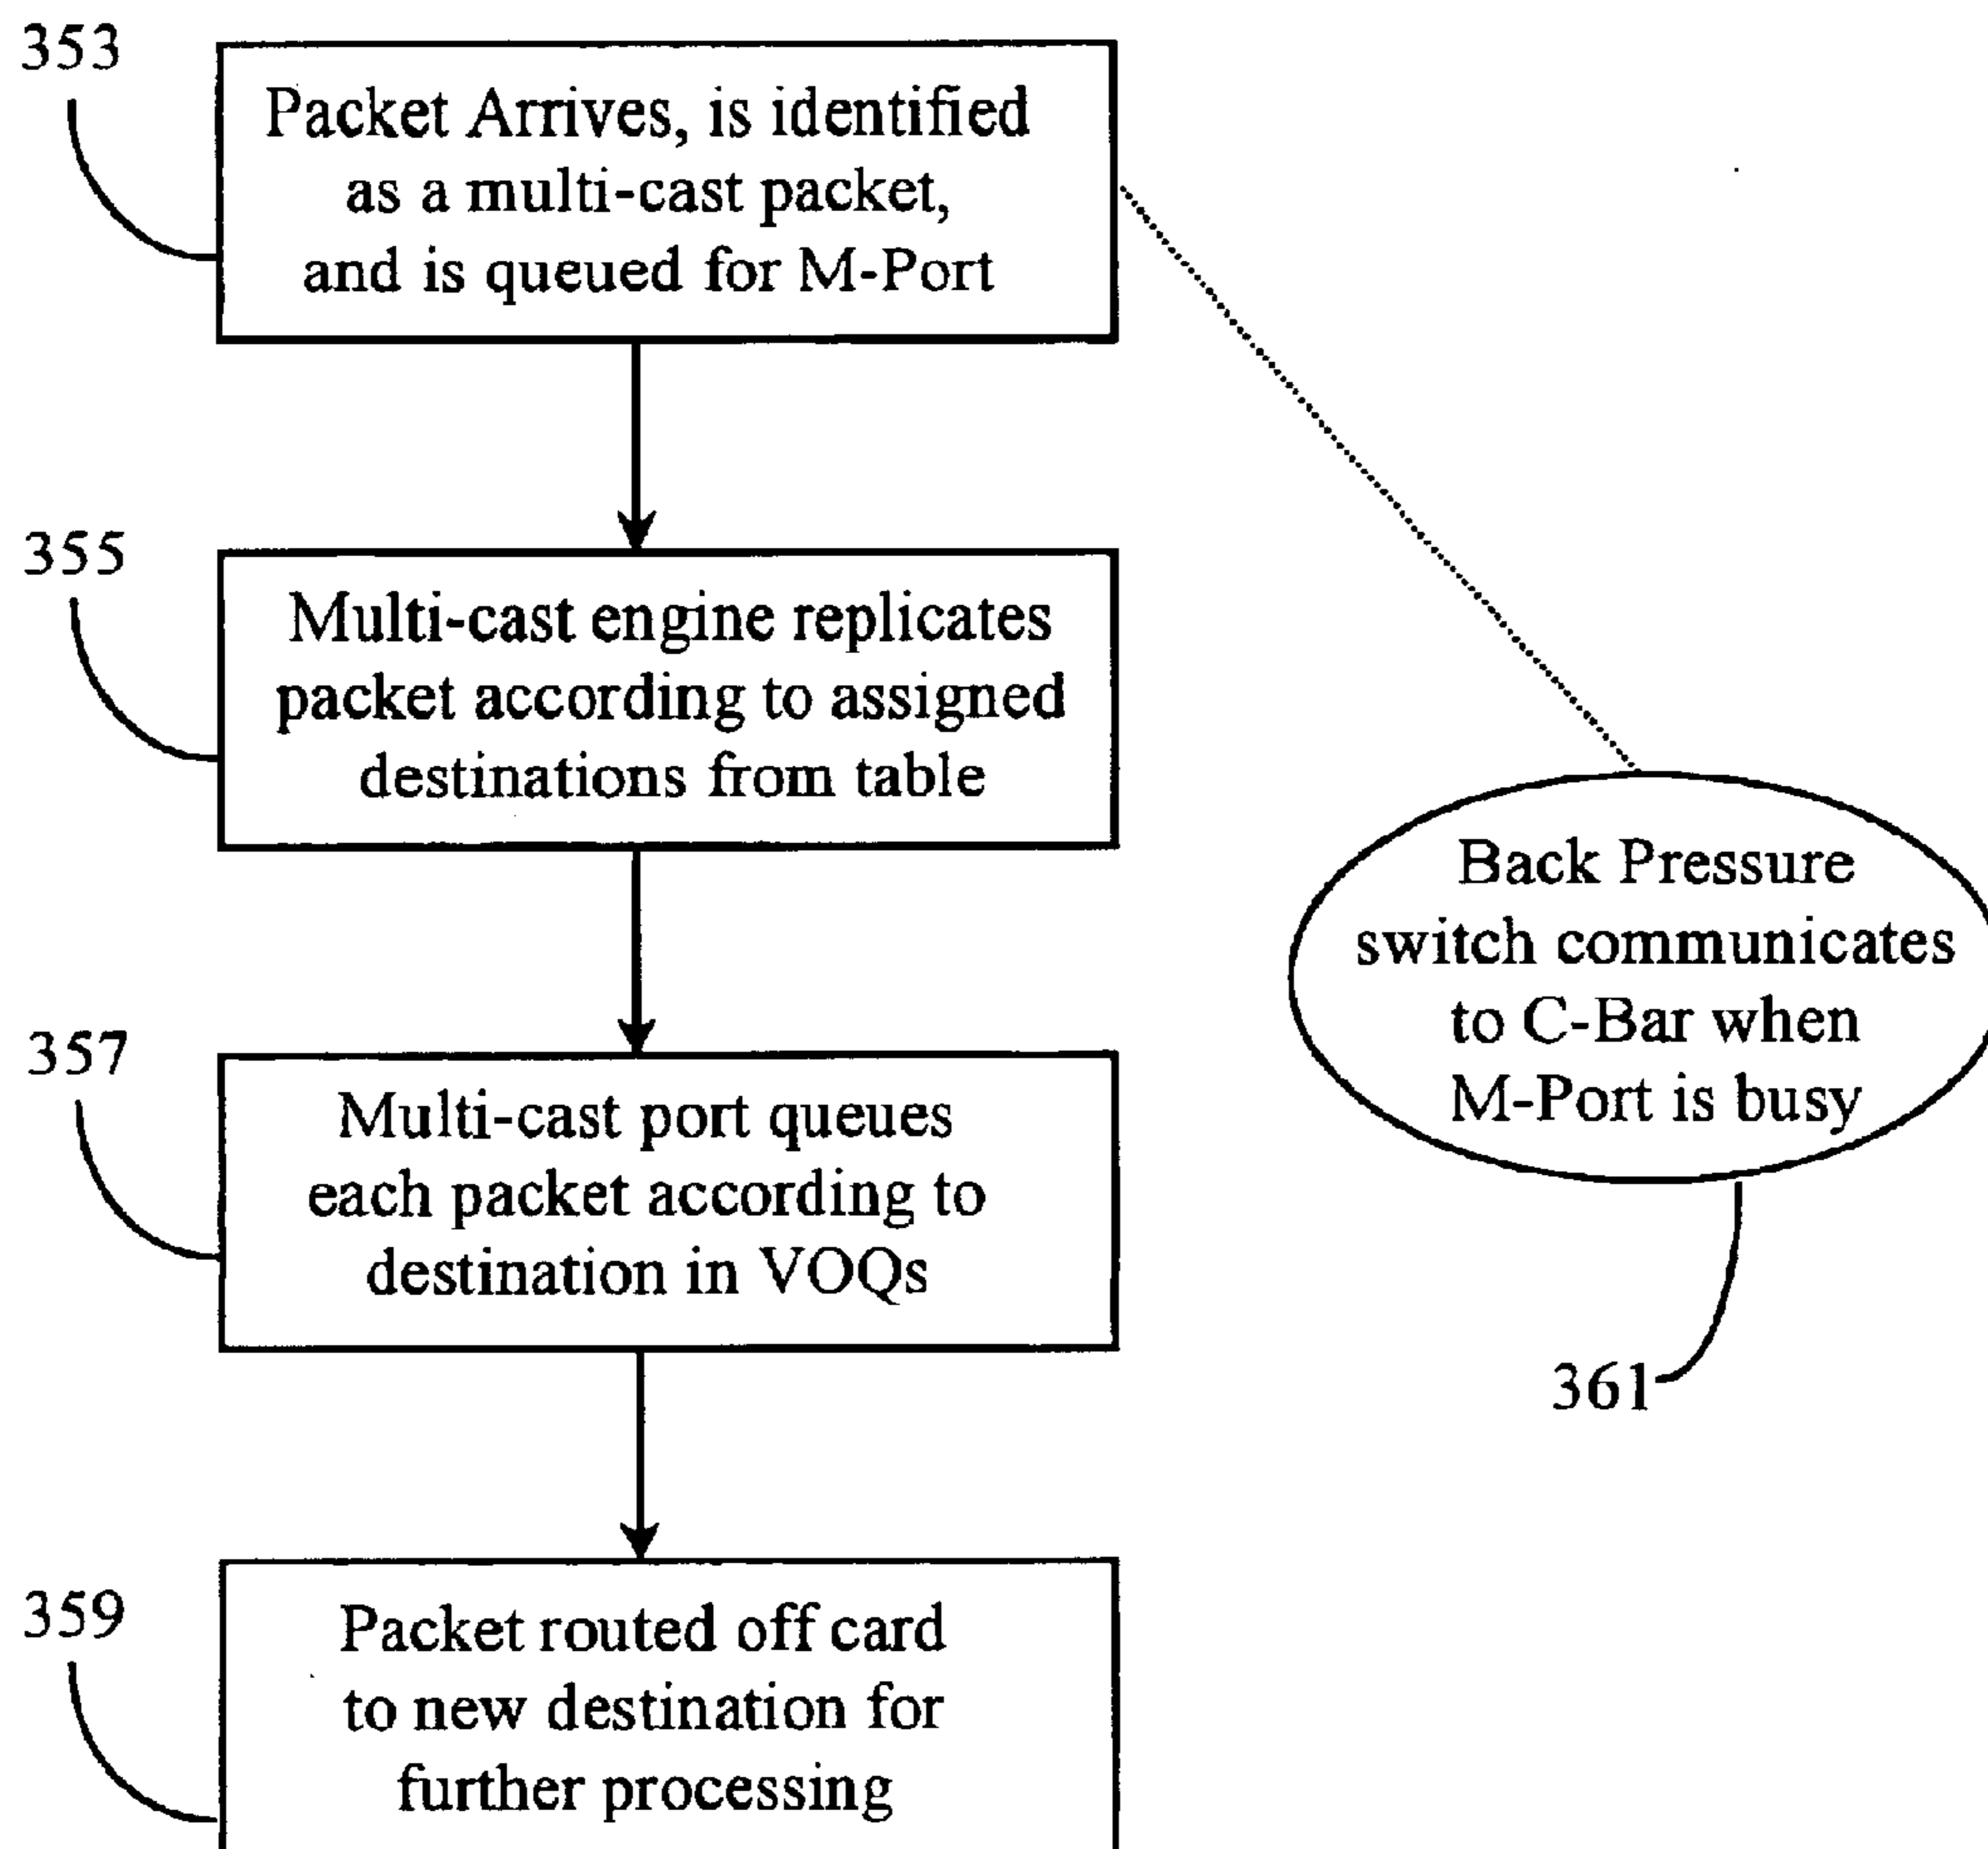 353
Packet Arrives, is identified
as a multi-cast packet,
and is queued for M-Port
355
Multi-cast engine replicates
packet according to assigned
destinations from table
357
Multi-cast port queues
each packet according to
destination in VOQs
359
Packet routed off card
to new destination for
further processing
Back Pressure
switch communicates
to C-Bar when
M-Port is busy
361